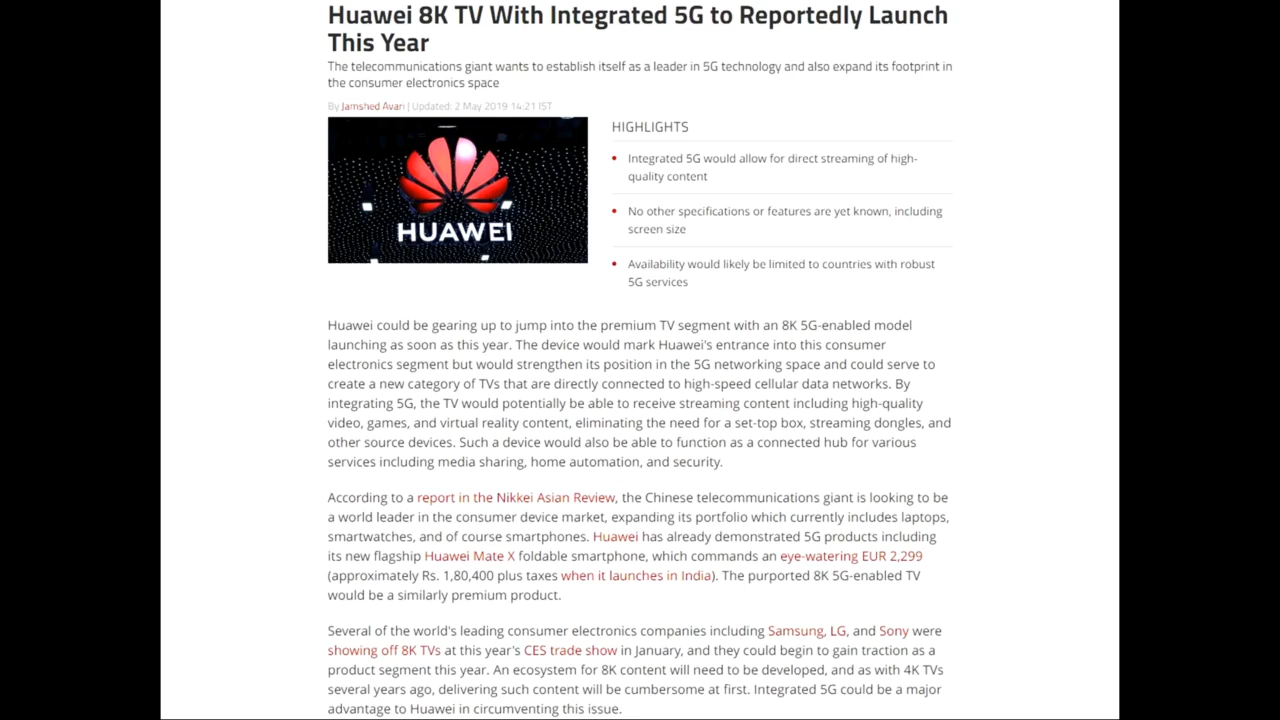 Huawei 8K TV With Integrated 5G to Reportedly Launch
This Year
The telecommunications giant wants to establish itself as a leader in 5G technology and also expand its footprint in
the consumer electronics space
By Jamshed Avari | Updated: 2 May 2019 14:21 IST
HUAWEI
HIGHLIGHTS
Integrated 5G would allow for direct streaming of high-
quality content
No other specifications or features are yet known, including
screen size
Availability would likely be limited to countries with robust
5G services
Huawei could be gearing up to jump into the premium TV segment with an 8K 5G-enabled model
launching as soon as this year. The device would mark Huawei's entrance into this consumer
electronics segment but would strengthen its position in the 5G networking space and could serve to
create a new category of TVs that are directly connected to high-speed cellular data networks. By
integrating 5G, the TV would potentially be able to receive streaming content including high-quality
video, games, and virtual reality content, eliminating the need for a set-top box, streaming dongles, and
other source devices. Such a device would also be able to function as a connected hub for various
services including media sharing, home automation, and security.
According to a report in the Nikkei Asian Review, the Chinese telecommunications giant is looking to be
a world leader in the consumer device market, expanding its portfolio which currently includes laptops,
smartwatches, and of course smartphones. Huawei has already demonstrated 5G products including
its new flagship Huawei Mate X foldable smartphone, which commands an eye-watering EUR 2,299
(approximately Rs. 1,80,400 plus taxes when it launches in India). The purported 8K 5G-enabled TV
would be a similarly premium product.
Several of the world's leading consumer electronics companies including Samsung, LG, and Sony were
showing off 8K TVs at this year's CES trade show in January, and they could begin to gain traction as a
product segment this year. An ecosystem for 8K content will need to be developed, and as with 4K TVs
several years ago, delivering such content will be cumbersome at first. Integrated 5G could be a major
advantage to Huawei in circumventing this issue.